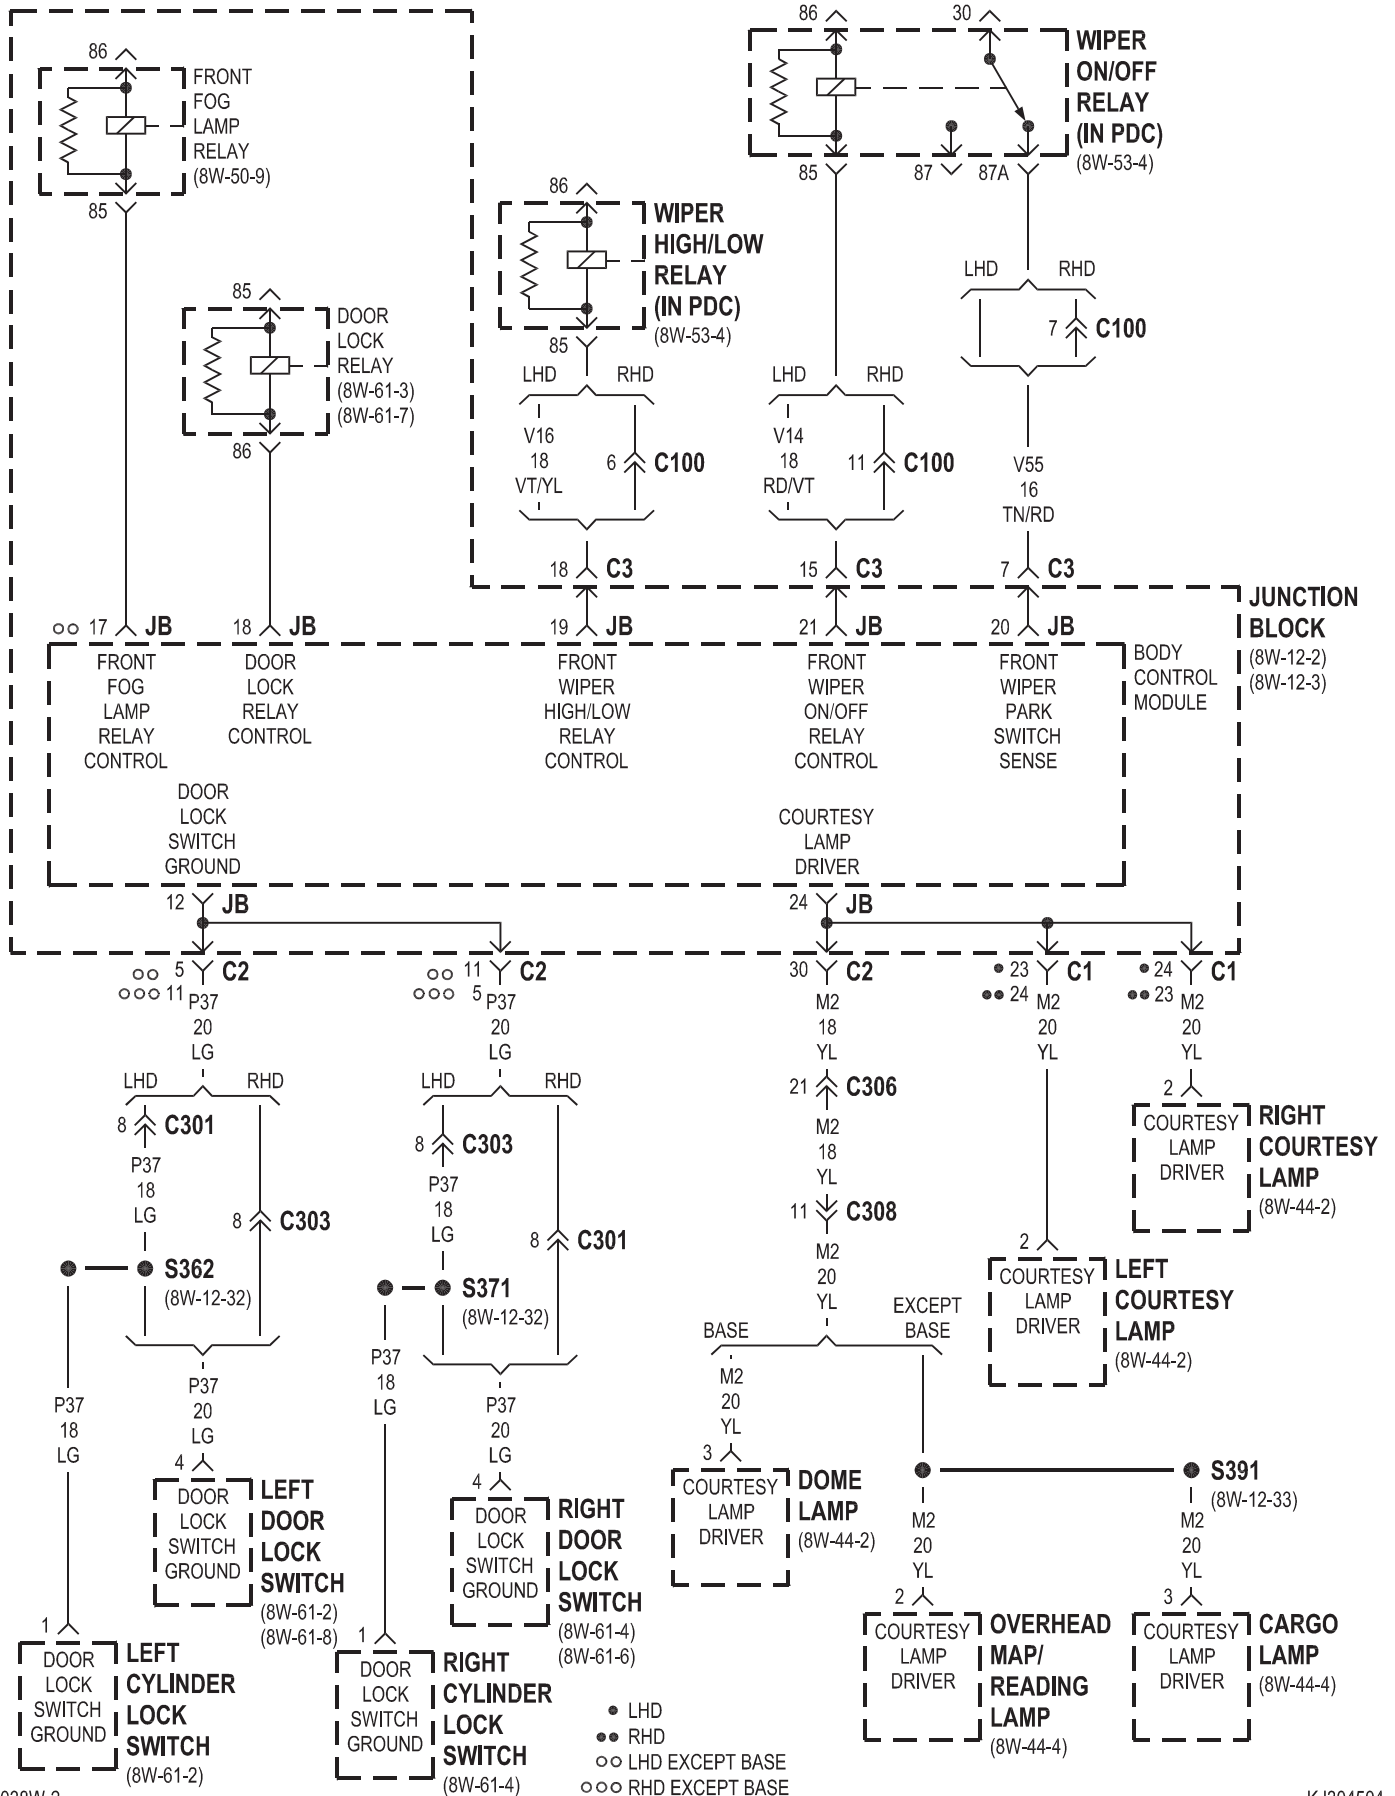 86
FRONT
FOG
LAMP
RELAY
(8W-50-9)
85
86
30
WIPER
ON/OFF
RELAY
(IN PDC)
(8W-53-4)
85
87
87A
86
WIPER
HIGH/LOW
RELAY
(IN PDC)
(8W-53-4)
85
85
DOOR
LOCK
RELAY
(8W-61-3)
(8W-61-7)
86
LHD RHD
7 C100
LHD RHD
V16
18
VT/YL
6 C100
LHD RHD
V14
18
RD/VT
11 C100
V55
16
TN/RD
18 C3
15 C3
7 C3
JUNCTION
BLOCK
(8W-12-2)
(8W-12-3)
17 JB
18 JB
19 JB
21 JB
20 JB
BODY
CONTROL
MODULE
FRONT
FOG
LAMP
RELAY
CONTROL
DOOR
LOCK
RELAY
CONTROL
FRONT
WIPER
HIGH/LOW
RELAY
CONTROL
FRONT
WIPER
ON/OFF
RELAY
CONTROL
FRONT
WIPER
PARK
SWITCH
SENSE
DOOR
LOCK
SWITCH
GROUND
COURTESY
LAMP
DRIVER
12 JB
24 JB
5 C2
11
P37
20
LG
11 C2
5
P37
20
LG
30 C2
M2
18
YL
23 C1
24
M2
20
YL
24 C1
23
M2
20
YL
LHD RHD
8 C301
P37
18
LG
8 C303
S362
(8W-12-32)
LHD RHD
8 C303
P37
18
LG
8 C301
S371
(8W-12-32)
21 C306
M2
18
YL
11 C308
M2
20
YL
2
COURTESY
LAMP
DRIVER
RIGHT
COURTESY
LAMP
(8W-44-2)
2
COURTESY
LAMP
DRIVER
LEFT
COURTESY
LAMP
(8W-44-2)
BASE
EXCEPT
BASE
P37
18
LG
P37
20
LG
P37
18
LG
P37
20
LG
M2
20
YL
4
DOOR
LOCK
SWITCH
GROUND
LEFT
DOOR
LOCK
SWITCH
(8W-61-2)
(8W-61-8)
4
DOOR
LOCK
SWITCH
GROUND
RIGHT
DOOR
LOCK
SWITCH
(8W-61-4)
(8W-61-6)
3
COURTESY
LAMP
DRIVER
DOME
LAMP
(8W-44-2)
S391
(8W-12-33)
M2
20
YL
M2
20
YL
1
DOOR
LOCK
SWITCH
GROUND
LEFT
CYLINDER
LOCK
SWITCH
(8W-61-2)
1
DOOR
LOCK
SWITCH
GROUND
RIGHT
CYLINDER
LOCK
SWITCH
(8W-61-4)
2
COURTESY
LAMP
DRIVER
OVERHEAD
MAP/
READING
LAMP
(8W-44-4)
3
COURTESY
LAMP
DRIVER
CARGO
LAMP
(8W-44-4)
LHD
RHD
LHD EXCEPT BASE
RHD EXCEPT BASE